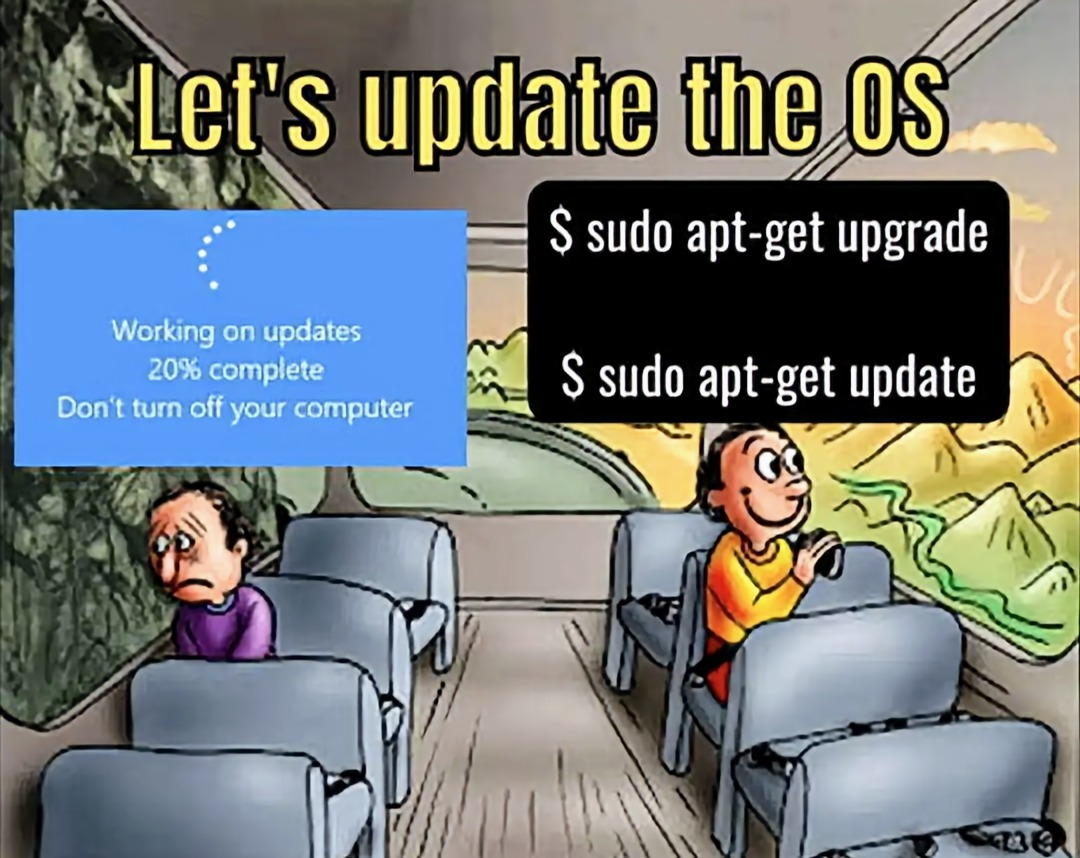 Let's update the OS
Working on updates
20% complete
Don't turn off your computer
$ sudo apt-get upgrade
$ sudo apt-get update